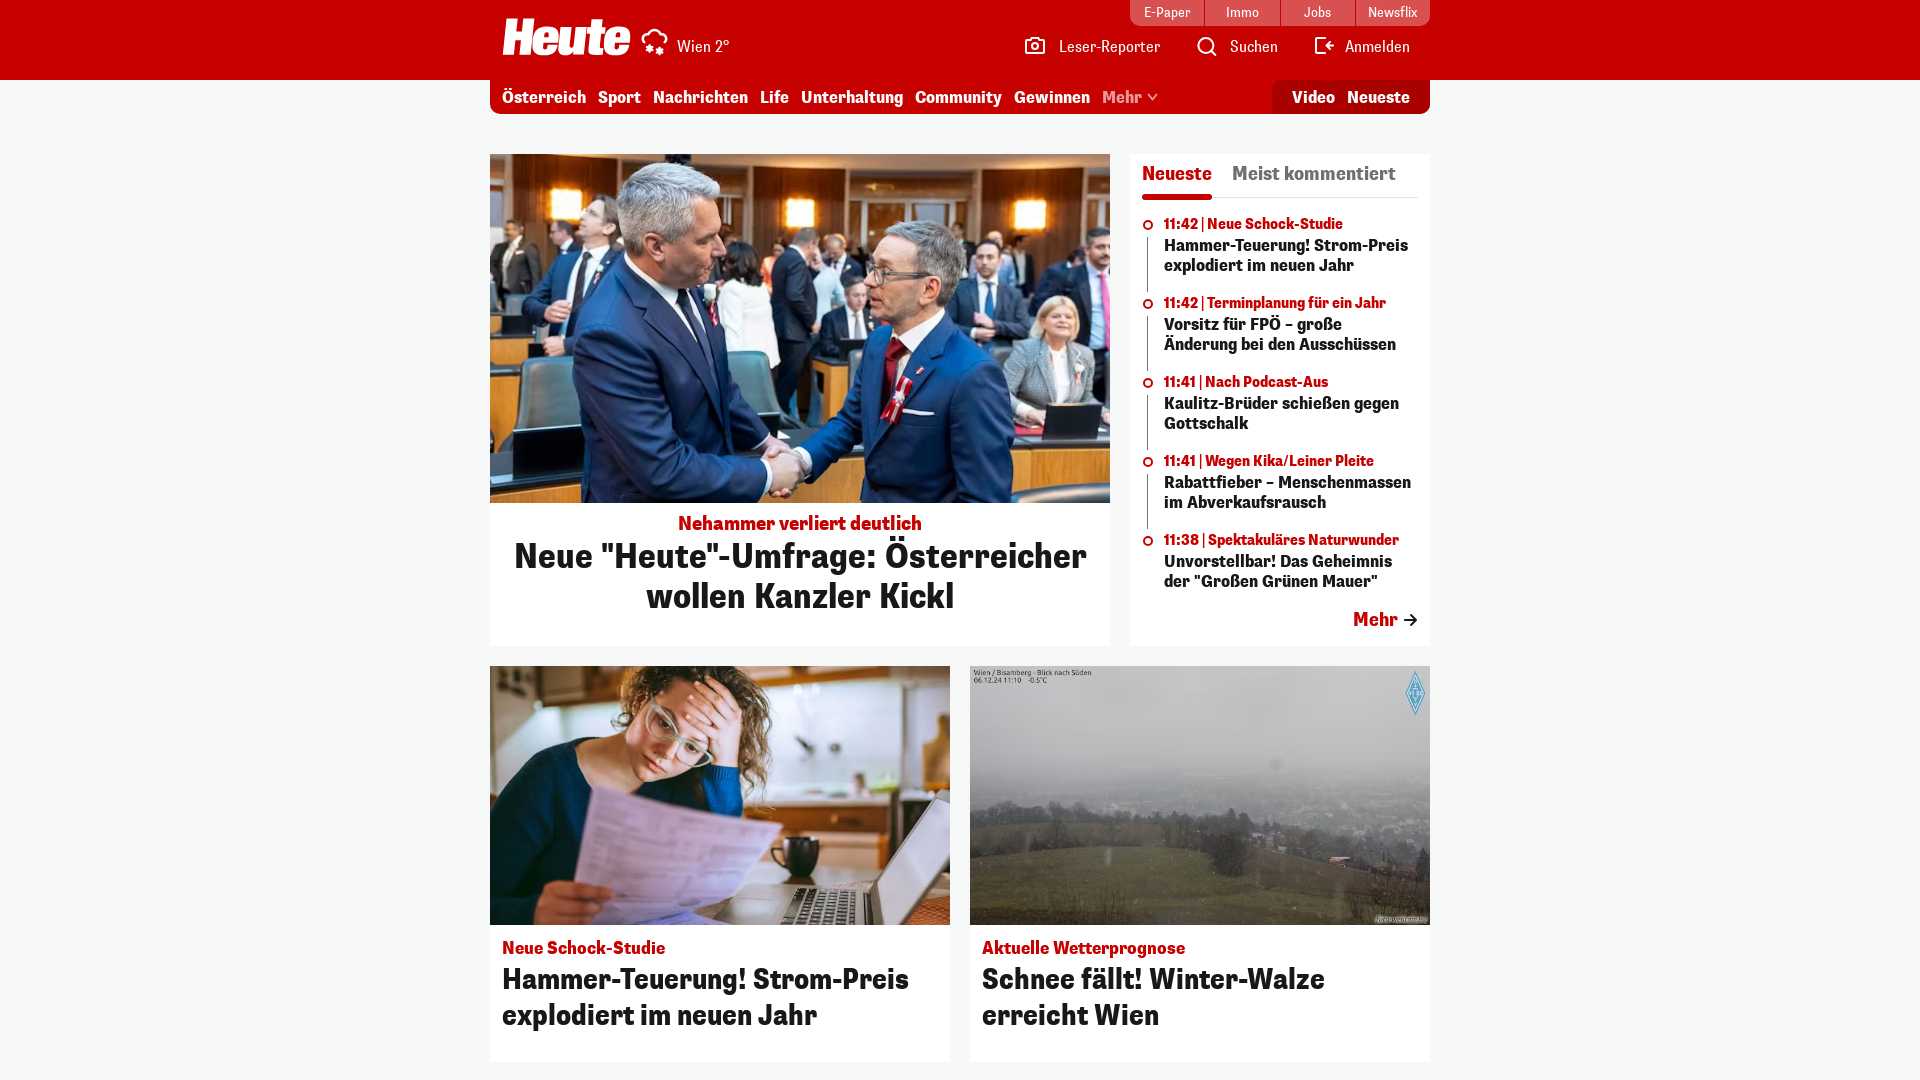 E-Paper
Immo
Jobs
Newsflix
Heute
Wien 2°
Leser-Reporter
Suchen
Anmelden
Österreich
Sport
Nachrichten
Life
Unterhaltung
Community
Gewinnen
Mehr
Video
Neueste
Nehammer verliert deutlich
Neue "Heute"-Umfrage: Österreicher
wollen Kanzler Kickl
Neueste
Meist kommentiert
11:42 | Neue Schock-Studie
Hammer-Teuerung! Strom-Preis
explodiert im neuen Jahr
11:42 | Terminplanung für ein Jahr
Vorsitz für FPÖ – große
Änderung bei den Ausschüssen
11:41 | Nach Podcast-Aus
Kaulitz-Brüder schießen gegen
Gottschalk
11:41 | Wegen Kika/Leiner Pleite
Rabattfieber – Menschenmassen
im Abverkaufsrausch
11:38 | Spektakuläres Naturwunder
Unvorstellbar! Das Geheimnis
der "Großen Grünen Mauer"
Mehr
Neue Schock-Studie
Hammer-Teuerung! Strom-Preis
explodiert im neuen Jahr
Wien / Bisamberg - Blick nach Süden
06.12.24 11:10 -0.5°C
Aktuelle Wetterprognose
Schnee fällt! Winter-Walze
erreicht Wien